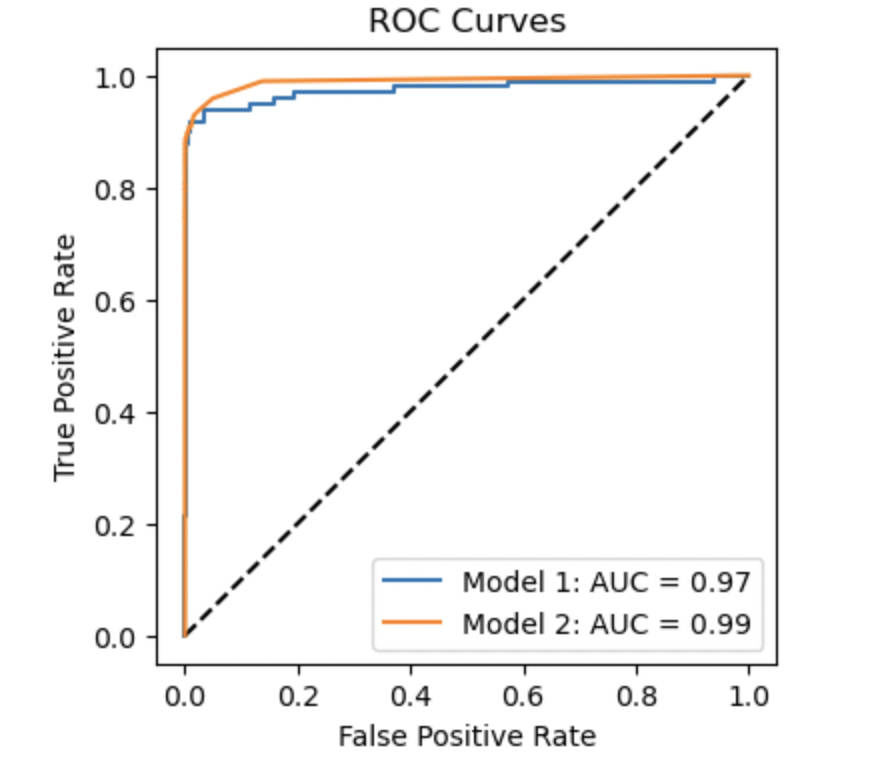 ROC Curves
True Positive Rate
1.0
0.8
0.6
0.4
0.2
0.0
Model 1: AUC = 0.97
Model 2: AUC = 0.99
0.0 0.2 0.4 0.6 0.8 1.0
False Positive Rate